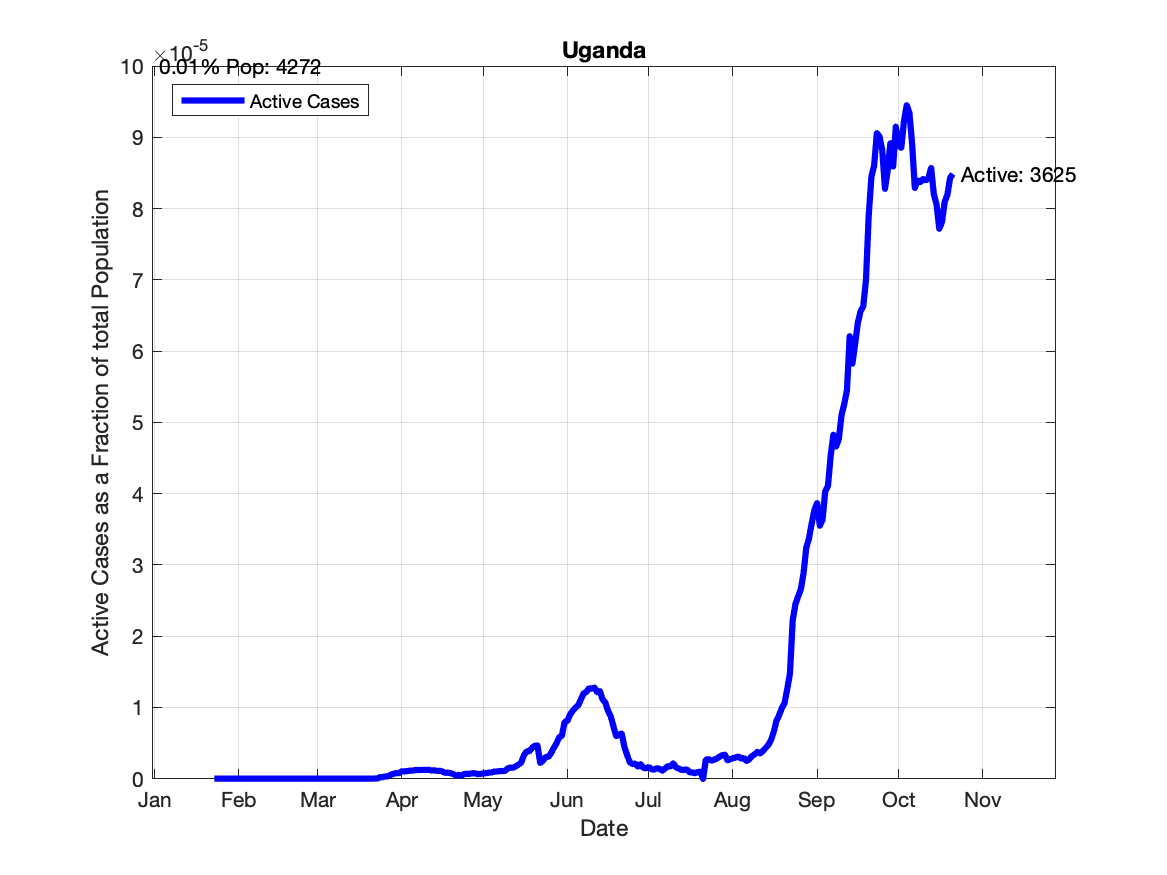 Uganda
×10-5
0.01% Pop: 4272
Active Cases
Active: 3625
Active Cases as a Fraction of total Population
10
9
8
7
6
5
4
3
2
1
0
Jan Feb Mar Apr May Jun Jul Aug Sep Oct Nov
Date